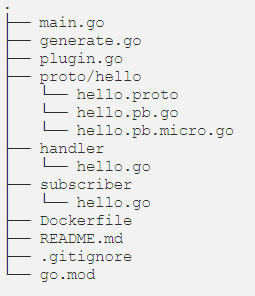 .
├── main.go
├── generate.go
├── plugin.go
├── proto/hello
│   └── hello.proto
│   └── hello.pb.go
│   └── hello.pb.micro.go
├── handler
│   └── hello.go
├── subscriber
│   └── hello.go
├── Dockerfile
├── README.md
├── .gitignore
└── go.mod